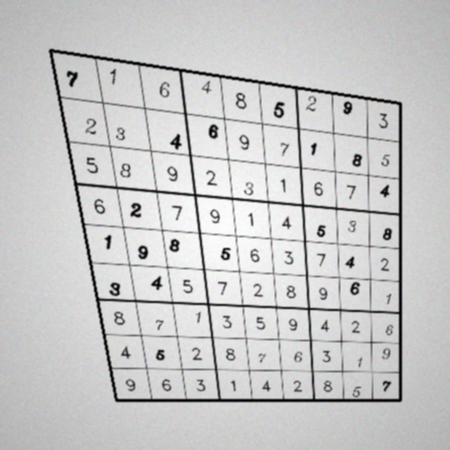 7 1 6 4 8 5 2 9 3
2 3 4 6 9 7 1 8 5
5 8 9 2 3 1 6 7 4
6 2 7 9 1 4 5 3 8
1 9 8 5 6 3 7 4 2
3 4 5 7 2 8 9 6 1
8 7 1 3 5 9 4 2 6
4 5 2 8 7 6 3 1 9
9 6 3 1 4 2 8 5 7